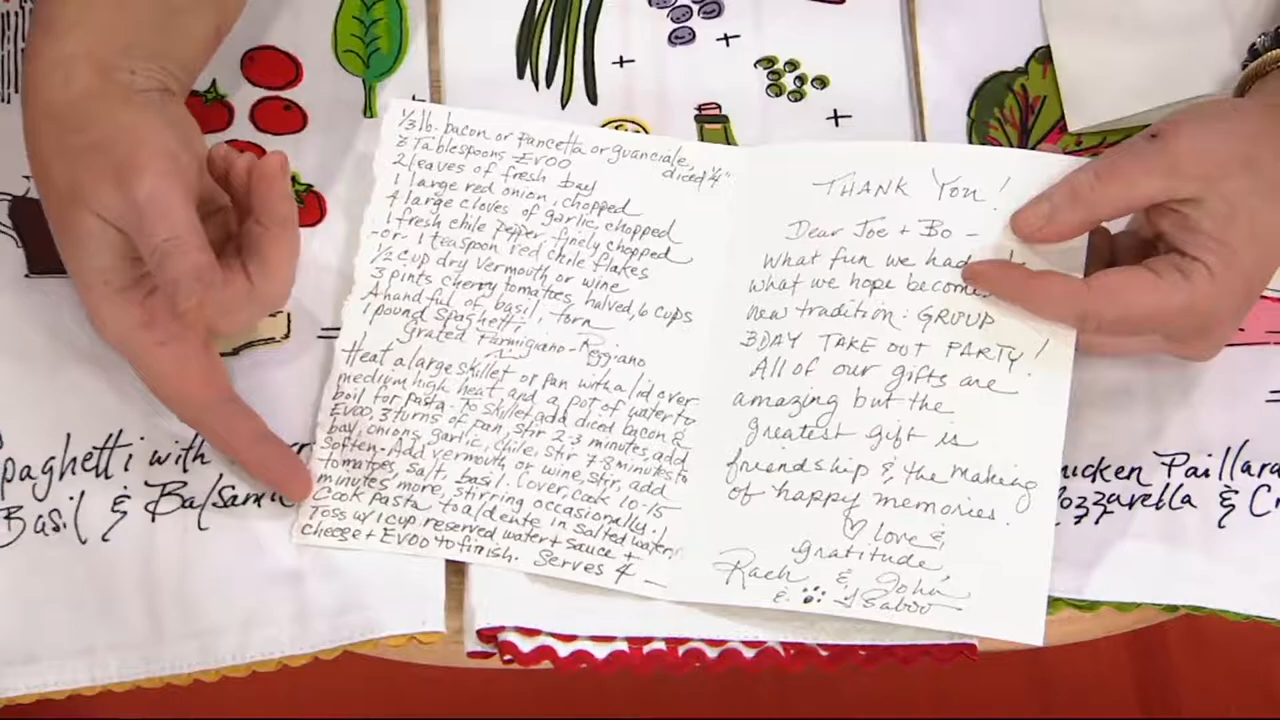 1/3 lb. bacon or Pancetta or guanciale,
diced 1/4"
2 Tablespoons EVOO
2 leaves of fresh bay
1 large red onion, chopped
4 large cloves of garlic, chopped
1 fresh chile pepper finely chopped
-or- 1 teaspoon red chile flakes
1/2 cup dry vermouth or wine
3 pints cherry tomatoes, halved, 6 cups
A handful of basil, torn
1 pound Spaghetti
Grated Parmigiano-Reggiano
Heat a large skillet or pan with a lid over
medium high heat, and a pot of water to
boil for pasta- to skillet add diced bacon &
EVOO, 3 turns of pan, stir 2-3 minutes, add
bay, onions, garlic, chile, stir 7-8 minutes to
soften- Add vermouth or wine, stir, add
tomatoes, salt, basil. Cover, cook 10-15
minutes more, stirring occasionally.
Cook pasta to al dente in salted water,
Toss w/ 1 cup reserved water + sauce +
cheese + EVOO to finish. Serves 4 —
THANK YOU!
Dear Joe + Bo -
What fun we had
what we hope becomes
new tradition: GROUP
3DAY TAKE OUT PARTY!
All of our gifts are
amazing but the
greatest gift is
friendship & the making
of happy memories.
♡ love &
gratitude,
Rach & John
& Isaboo
paghetti with
Basil & Balsam
hicken Paillar
ozzarella & C